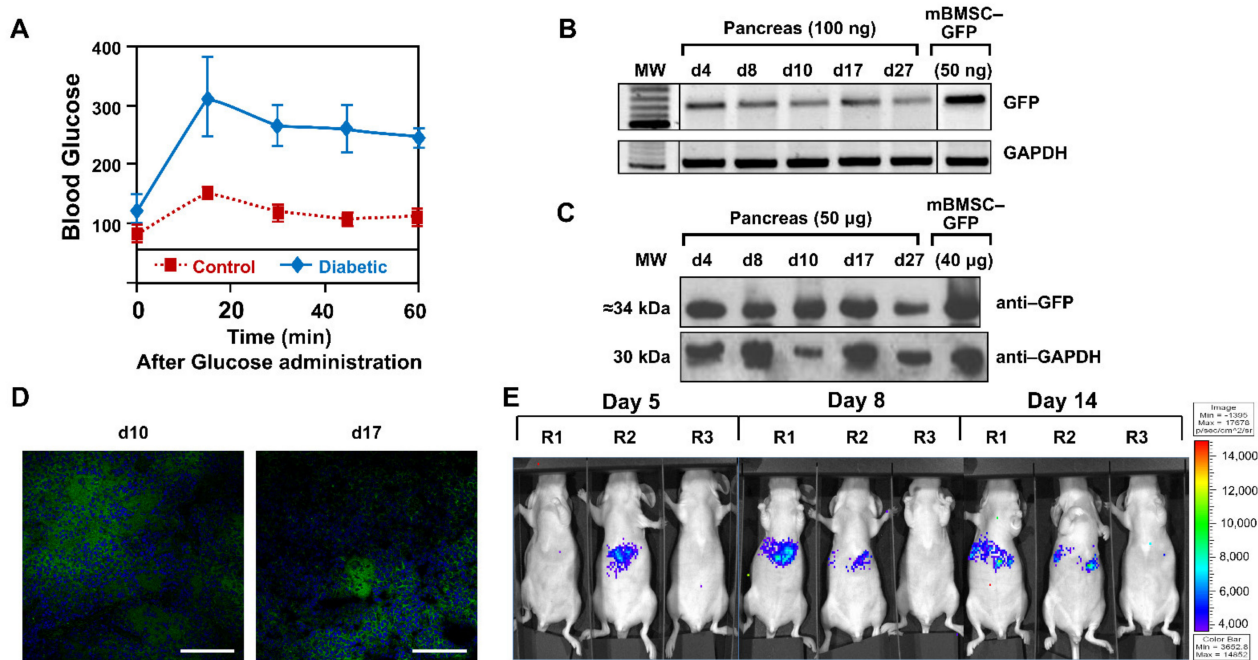 A
400
300
200
100
Blood Glucose
Control
Diabetic
0
20
40
60
Time (min)
After Glucose administration
B
Pancreas (100 ng)
mBMSC–
GFP
MW
d4
d8
d10
d17
d27
(50 ng)
GFP
GAPDH
C
Pancreas (50 µg)
mBMSC–
GFP
MW
d4
d8
d10
d17
d27
(40 µg)
≈34 kDa
anti–GFP
30 kDa
anti–GAPDH
D
d10
d17
E
Day 5
Day 8
Day 14
R1
R2
R3
R1
R2
R3
R1
R2
R3
Image
Min = -1395
Max = 17678
p/sec/cm^2/sr
14,000
12,000
10,000
8,000
6,000
4,000
Color Bar
Min = 3652.8
Max = 14852